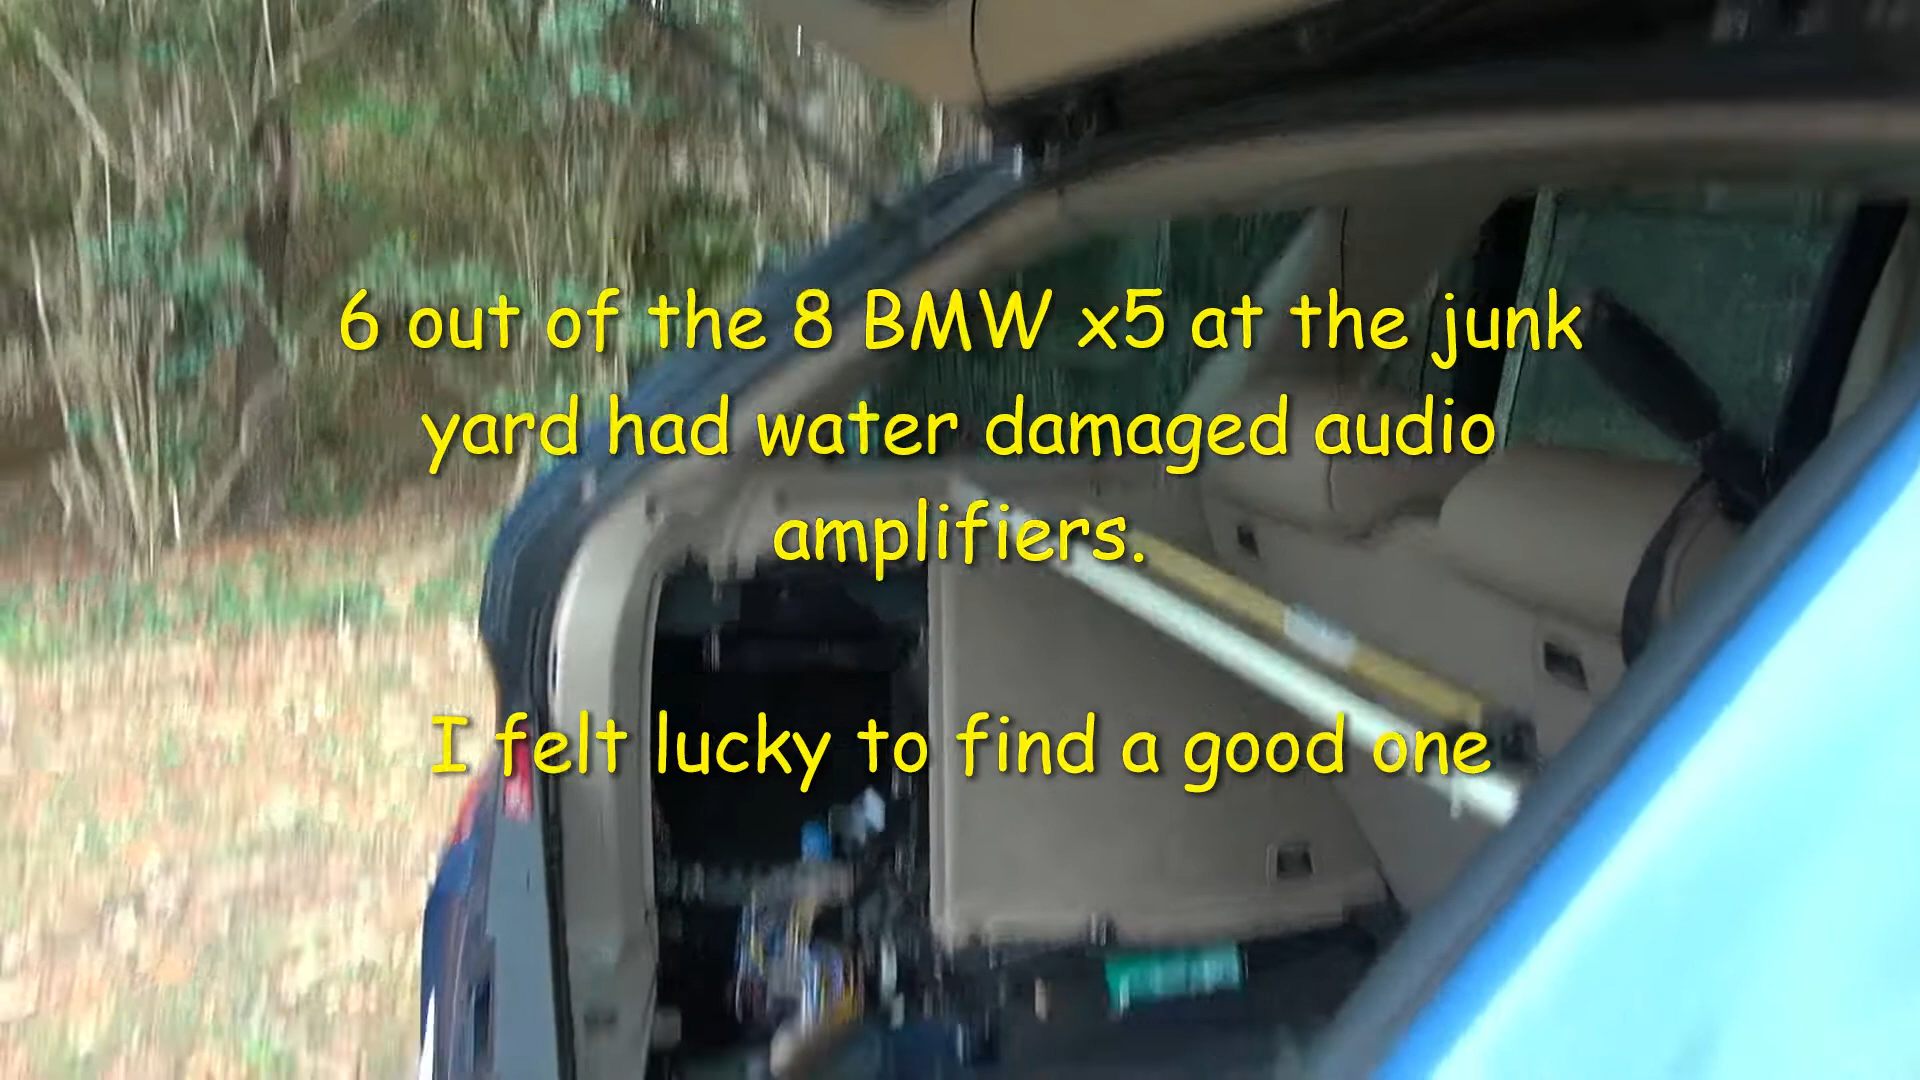 6 out of the 8 BMW x5 at the junk
yard had water damaged audio
amplifiers.
I felt lucky to find a good one